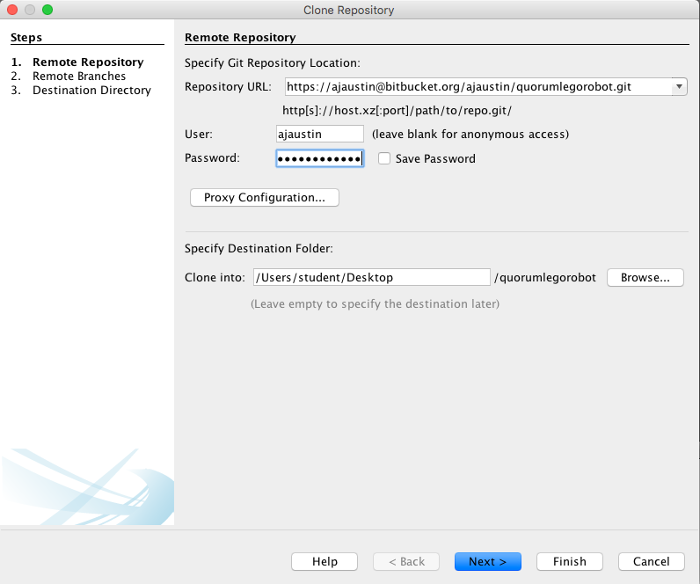 Clone Repository
Steps
1. Remote Repository
2. Remote Branches
3. Destination Directory
Remote Repository
Specify Git Repository Location:
Repository URL: https://ajaustin@bitbucket.org/ajaustin/quorumlegorobot.git
http[s]://host.xz[:port]/path/to/repo.git/
User: ajaustin (leave blank for anonymous access)
Password: •••••••••••• Save Password
Proxy Configuration...
Specify Destination Folder:
Clone into: /Users/student/Desktop /quorumlegorobot Browse...
(Leave empty to specify the destination later)
Help < Back Next > Finish Cancel